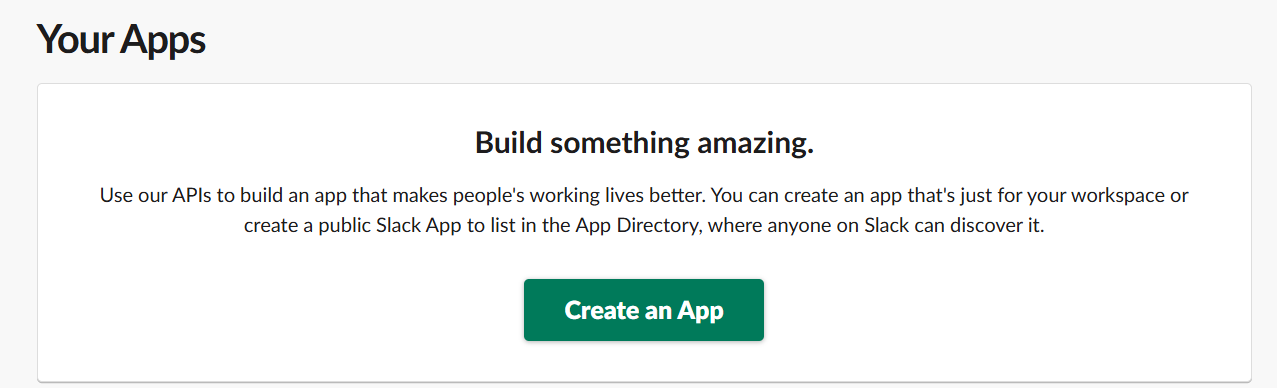 Your Apps
Build something amazing.
Use our APIs to build an app that makes people's working lives better. You can create an app that's just for your workspace or
create a public Slack App to list in the App Directory, where anyone on Slack can discover it.
Create an App